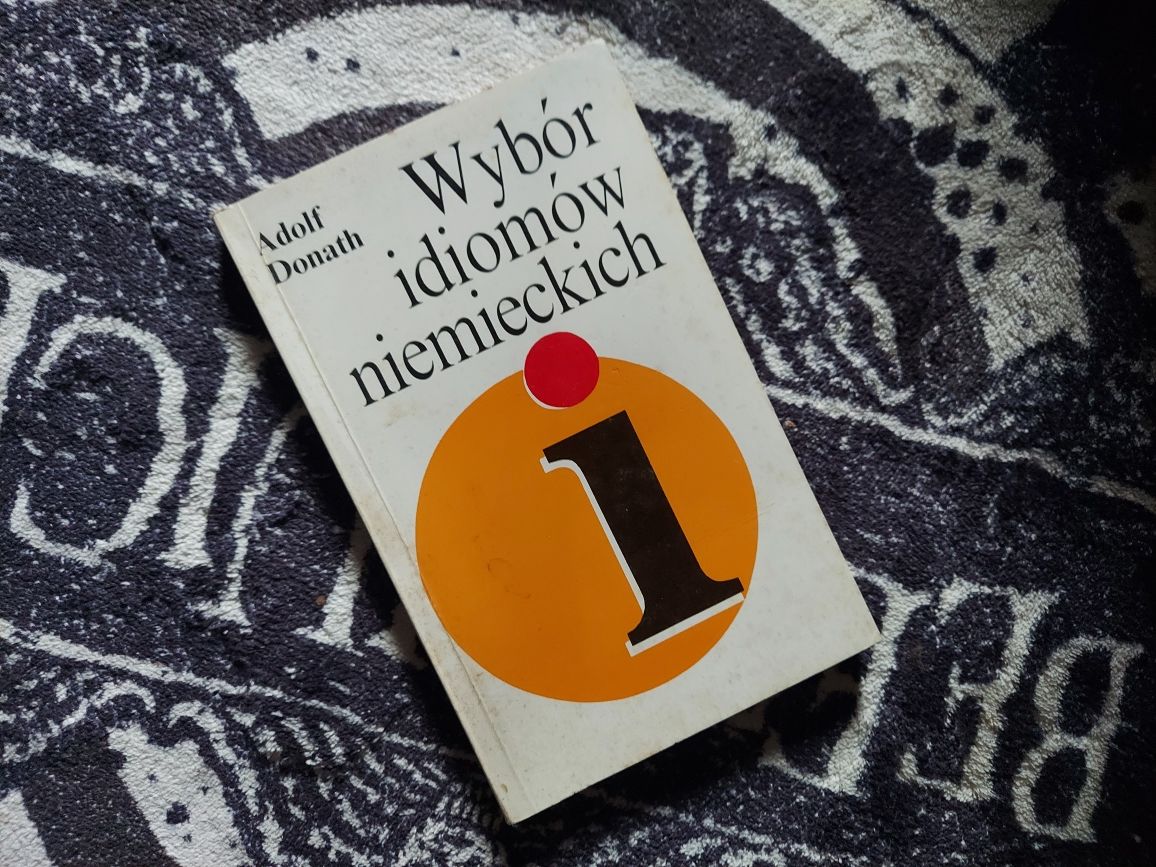 Adolf
Donath
Wybór
idiomów
niemieckich
i